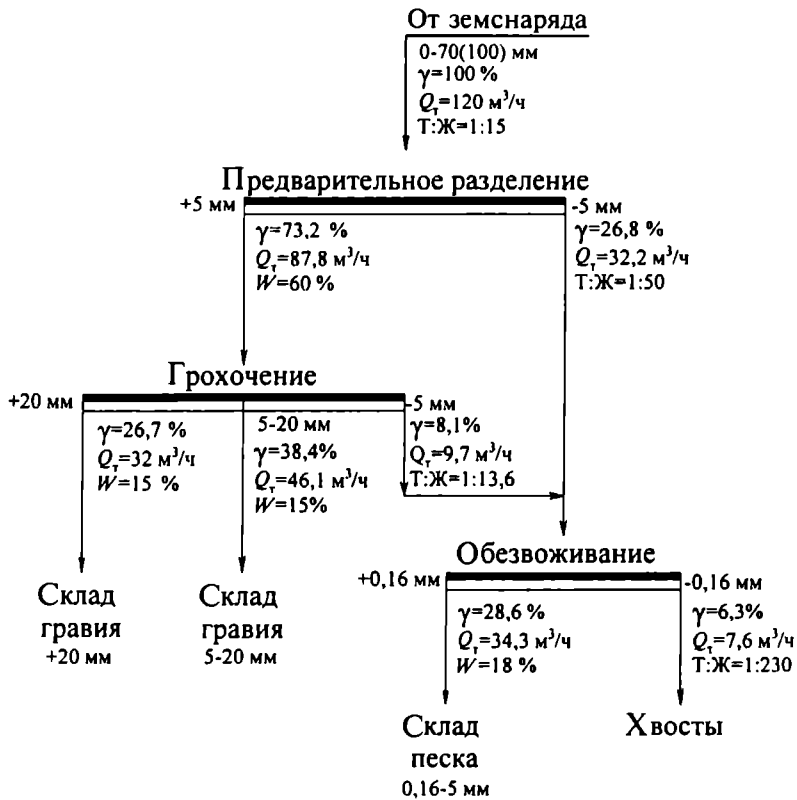 От земснаряда
0-70(100) мм
γ=100 %
Qт=120 м³/ч
Т:Ж=1:15
Предварительное разделение
+5 мм
-5 мм
γ=73,2 %
Qт=87,8 м³/ч
W=60 %
γ=26,8 %
Qт=32,2 м³/ч
Т:Ж=1:50
Грохочение
+20 мм
-5 мм
γ=26,7 %
Qт=32 м³/ч
W=15 %
5-20 мм
γ=38,4%
Qт=46,1 м³/ч
W=15%
γ=8,1%
Qт=9,7 м³/ч
Т:Ж=1:13,6
Склад
гравия
+20 мм
Склад
гравия
5-20 мм
Обезвоживание
+0,16 мм
-0,16 мм
γ=28,6 %
Qт=34,3 м³/ч
W=18 %
γ=6,3%
Qт=7,6 м³/ч
Т:Ж=1:230
Склад
песка
0,16-5 мм
Хвосты